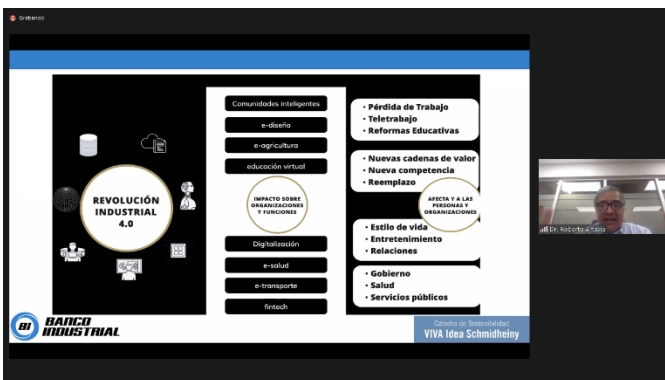 Grabando
REVOLUCIÓN
INDUSTRIAL
4.0
Comunidades inteligentes
e-diseño
e-agricultura
educación virtual
IMPACTO SOBRE
ORGANIZACIONES
Y FUNCIONES
Digitalización
e-salud
e-transporte
fintech
• Pérdida de Trabajo
• Teletrabajo
• Reformas Educativas
• Nuevas cadenas de valor
• Nueva competencia
• Reemplazo
AFECTA Y A LAS
PERSONAS Y
ORGANIZACIONES
• Estilo de vida
• Entretenimiento
• Relaciones
• Gobierno
• Salud
• Servicios públicos
BI BANCO
INDUSTRIAL
Cátedra de Sostenibilidad
VIVA Idea Schmidheiny
Dr. Roberto Artavia